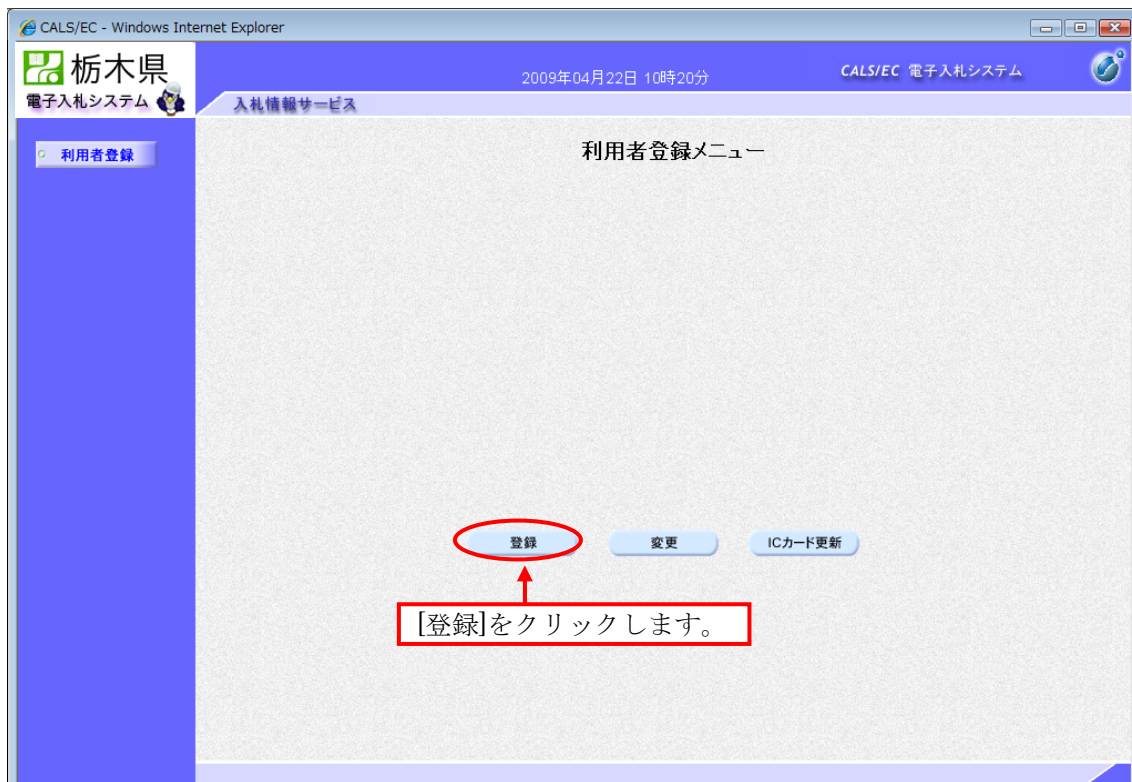 CALS/EC - Windows Internet Explorer
栃木県
電子入札システム
2009年04月22日 10時20分
CALS/EC 電子入札システム
入札情報サービス
利用者登録
利用者登録メニュー
登録
変更
ICカード更新
[登録]をクリックします。